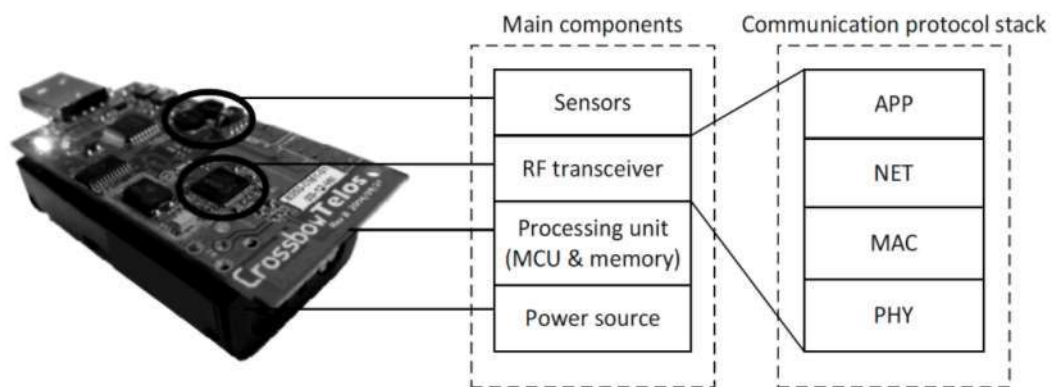 Main components
Communication protocol stack
Sensors
RF transceiver
Processing unit
(MCU & memory)
Power source
APP
NET
MAC
PHY
CrossbowTelos